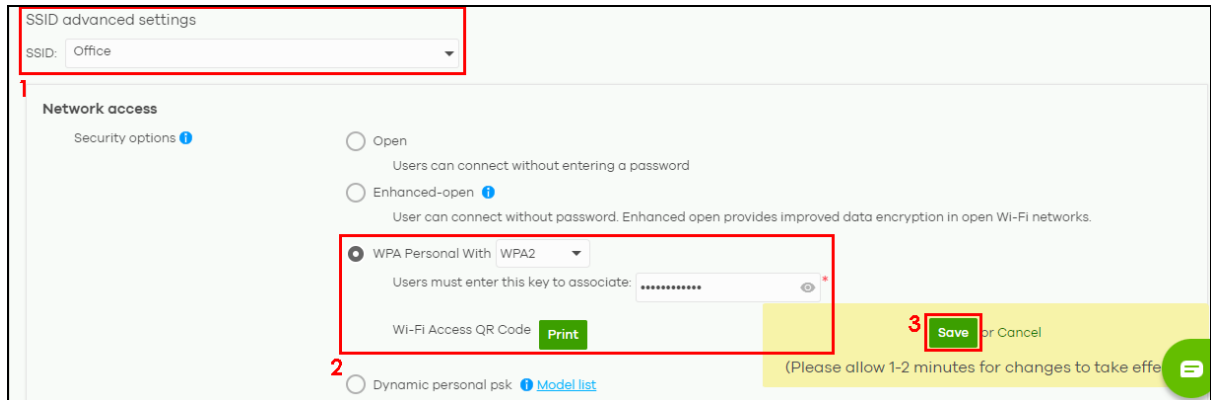 SSID advanced settings
SSID: Office
1
Network access
Security options
Open
Users can connect without entering a password
Enhanced-open
User can connect without password. Enhanced open provides improved data encryption in open Wi-Fi networks.
WPA Personal With WPA2
Users must enter this key to associate: •••••••••••• *
Wi-Fi Access QR Code Print
2
3 Save or Cancel
(Please allow 1-2 minutes for changes to take effe
Dynamic personal psk Model list